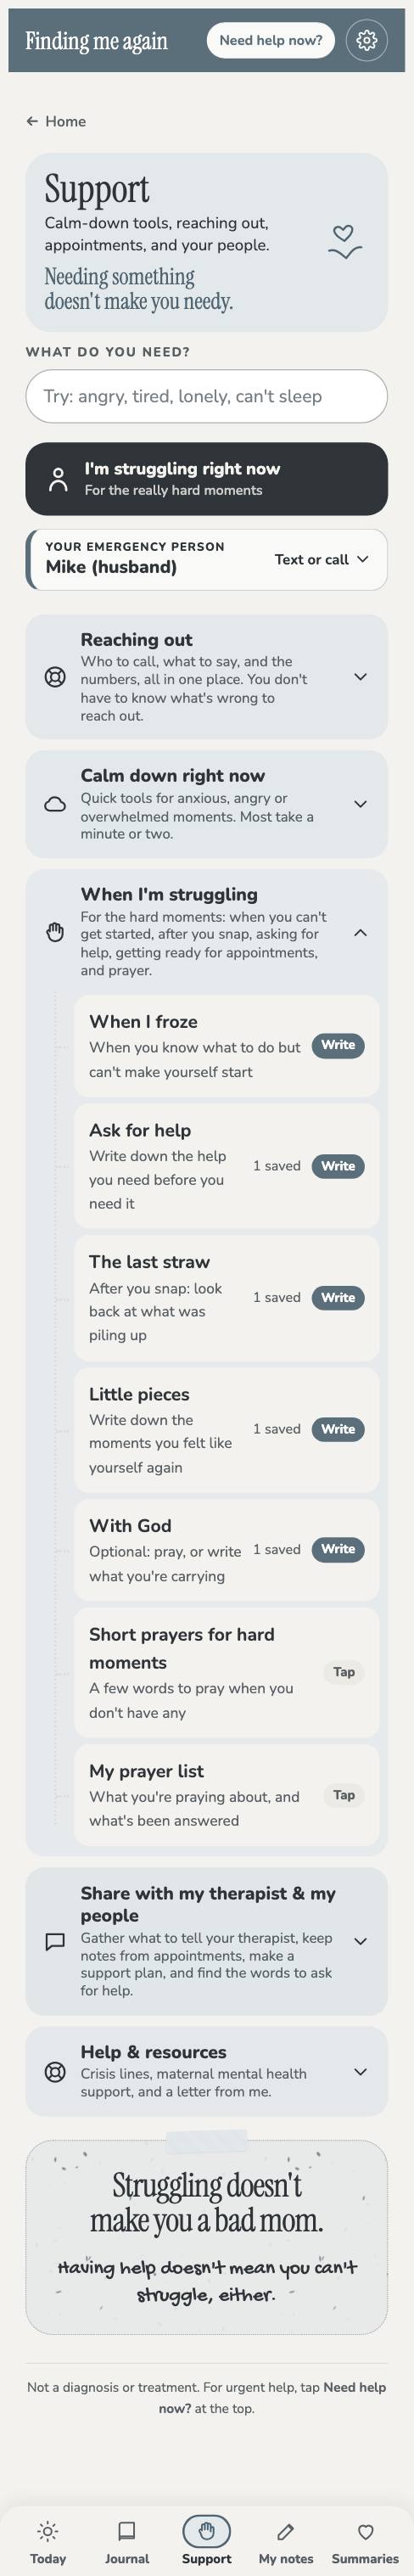 Finding me again
Need help now?
← Home
Support
Calm-down tools, reaching out,
appointments, and your people.
Needing something
doesn't make you needy.
WHAT DO YOU NEED?
Try: angry, tired, lonely, can't sleep
I'm struggling right now
For the really hard moments
YOUR EMERGENCY PERSON
Mike (husband)
Text or call
Reaching out
Who to call, what to say, and the
numbers, all in one place. You don't
have to know what's wrong to
reach out.
Calm down right now
Quick tools for anxious, angry or
overwhelmed moments. Most take a
minute or two.
When I'm struggling
For the hard moments: when you can't
get started, after you snap, asking for
help, getting ready for appointments,
and prayer.
When I froze
When you know what to do but
can't make yourself start
Write
Ask for help
Write down the help
you need before you
need it
1 saved
Write
The last straw
After you snap: look
back at what was
piling up
1 saved
Write
Little pieces
Write down the
moments you felt like
yourself again
1 saved
Write
With God
Optional: pray, or write
what you're carrying
1 saved
Write
Short prayers for hard
moments
A few words to pray when you
don't have any
Tap
My prayer list
What you're praying about, and
what's been answered
Tap
Share with my therapist & my
people
Gather what to tell your therapist, keep
notes from appointments, make a
support plan, and find the words to ask
for help.
Help & resources
Crisis lines, maternal mental health
support, and a letter from me.
Struggling doesn't
make you a bad mom.
Having help doesn't mean you can't
struggle, either.
Not a diagnosis or treatment. For urgent help, tap Need help
now? at the top.
Today
Journal
Support
My notes
Summaries